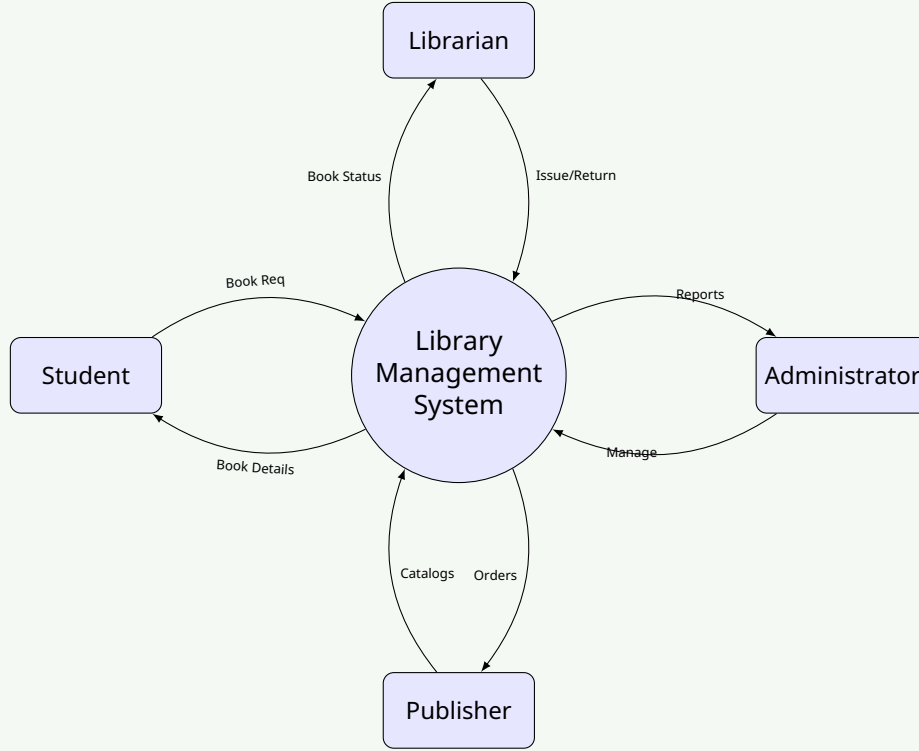 Librarian
Book Status
Issue/Return
Book Req
Reports
Library
Management
System
Student
Administrator
Book Details
Manage
Catalogs
Orders
Publisher